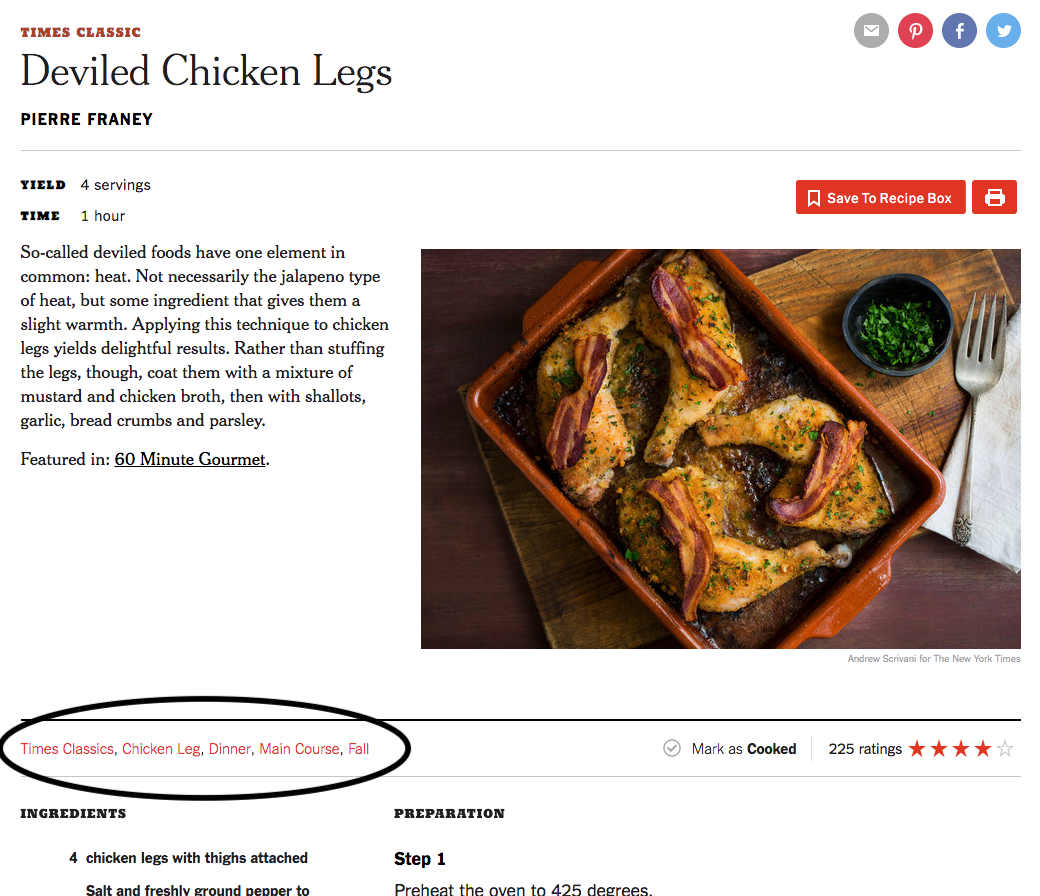 TIMES CLASSIC
Deviled Chicken Legs
PIERRE FRANEY
YIELD 4 servings
TIME 1 hour
Save To Recipe Box
So-called deviled foods have one element in
common: heat. Not necessarily the jalapeno type
of heat, but some ingredient that gives them a
slight warmth. Applying this technique to chicken
legs yields delightful results. Rather than stuffing
the legs, though, coat them with a mixture of
mustard and chicken broth, then with shallots,
garlic, bread crumbs and parsley.
Featured in: 60 Minute Gourmet.
Andrew Scrivani for The New York Times
Times Classics, Chicken Leg, Dinner, Main Course, Fall
Mark as Cooked
225 ratings
INGREDIENTS
4 chicken legs with thighs attached
Salt and freshly ground pepper to
PREPARATION
Step 1
Preheat the oven to 425 degrees.